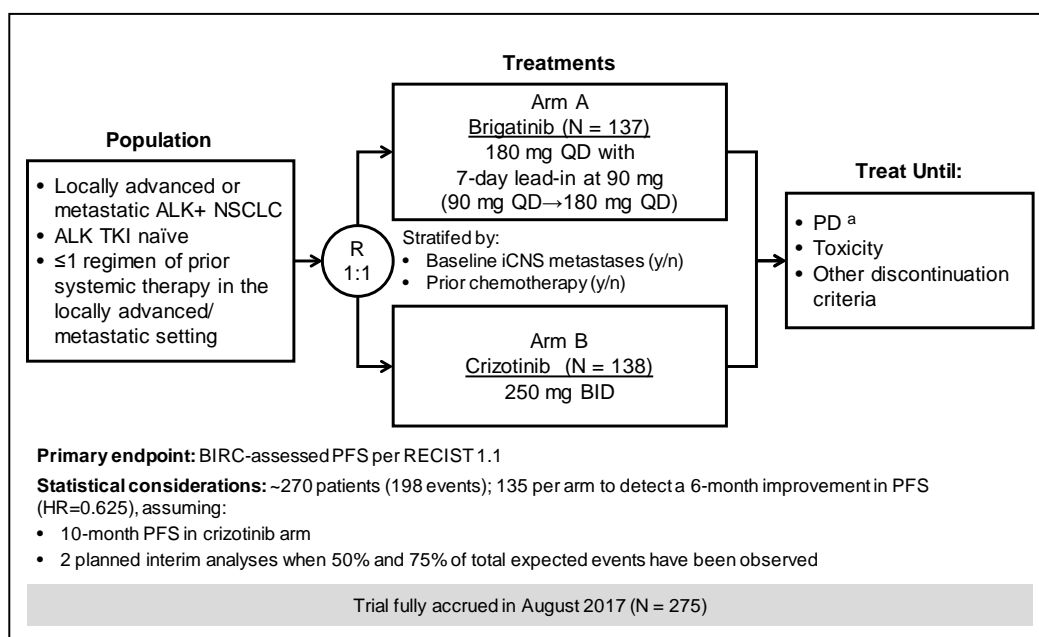 Population
• Locally advanced or
metastatic ALK+ NSCLC
• ALK TKI naïve
• ≤1 regimen of prior
systemic therapy in the
locally advanced/
metastatic setting
R
1:1
Treatments
Arm A
Brigatinib (N = 137)
180 mg QD with
7-day lead-in at 90 mg
(90 mg QD→180 mg QD)
Stratifed by:
• Baseline iCNS metastases (y/n)
• Prior chemotherapy (y/n)
Arm B
Crizotinib (N = 138)
250 mg BID
Treat Until:
• PD a
• Toxicity
• Other discontinuation
criteria
Primary endpoint: BIRC-assessed PFS per RECIST 1.1
Statistical considerations: ~270 patients (198 events); 135 per arm to detect a 6-month improvement in PFS
(HR=0.625), assuming:
• 10-month PFS in crizotinib arm
• 2 planned interim analyses when 50% and 75% of total expected events have been observed
Trial fully accrued in August 2017 (N = 275)